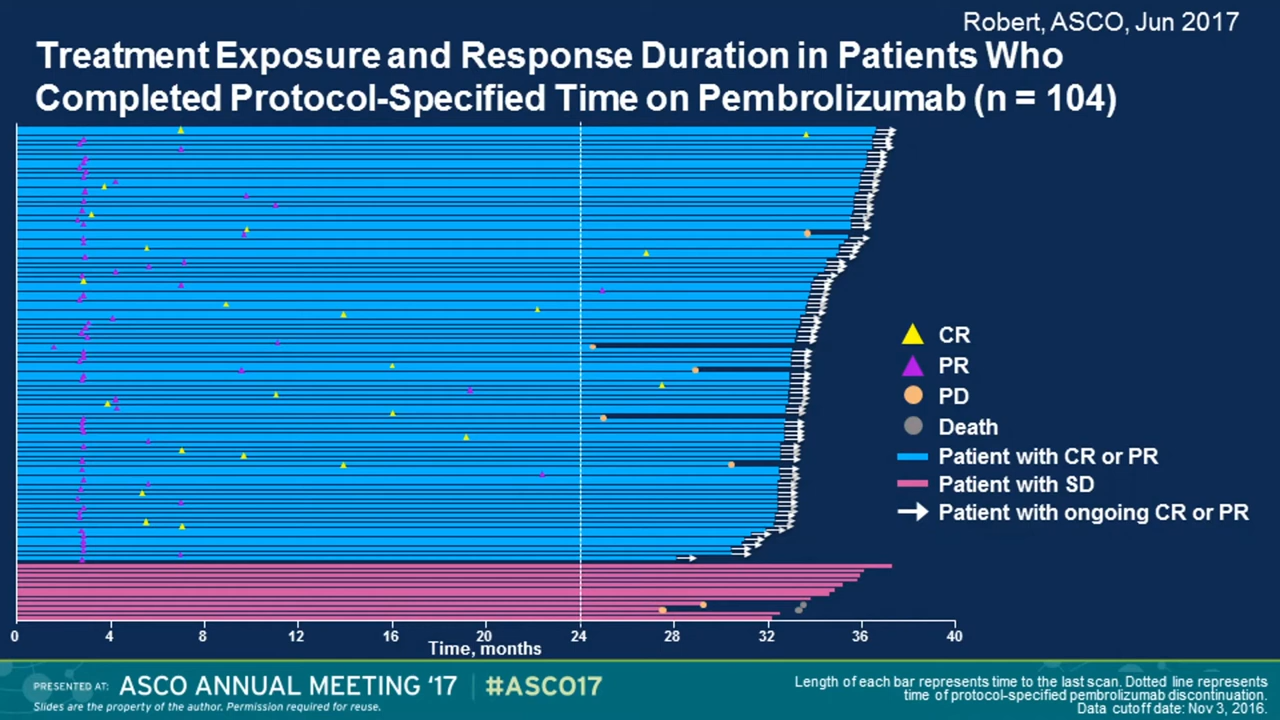 Robert, ASCO, Jun 2017
Treatment Exposure and Response Duration in Patients Who
Completed Protocol-Specified Time on Pembrolizumab (n = 104)
CR
PR
PD
Death
Patient with CR or PR
Patient with SD
Patient with ongoing CR or PR
0 4 8 12 16 20 24 28 32 36 40
Time, months
PRESENTED AT: ASCO ANNUAL MEETING '17 | #ASCO17
Slides are the property of the author. Permission required for reuse.
Length of each bar represents time to the last scan. Dotted line represents
time of protocol-specified pembrolizumab discontinuation.
Data cutoff date: Nov 3, 2016.